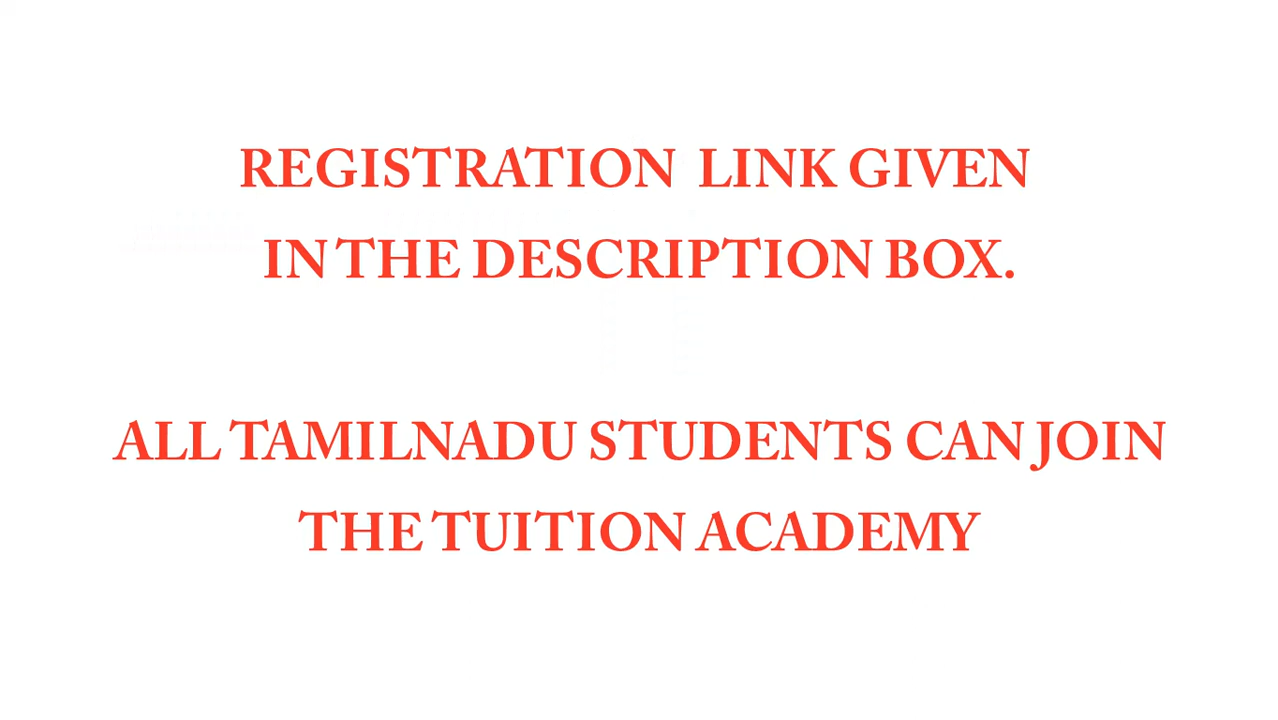 REGISTRATION LINK GIVEN
IN THE DESCRIPTION BOX.
ALL TAMILNADU STUDENTS CAN JOIN
THE TUITION ACADEMY